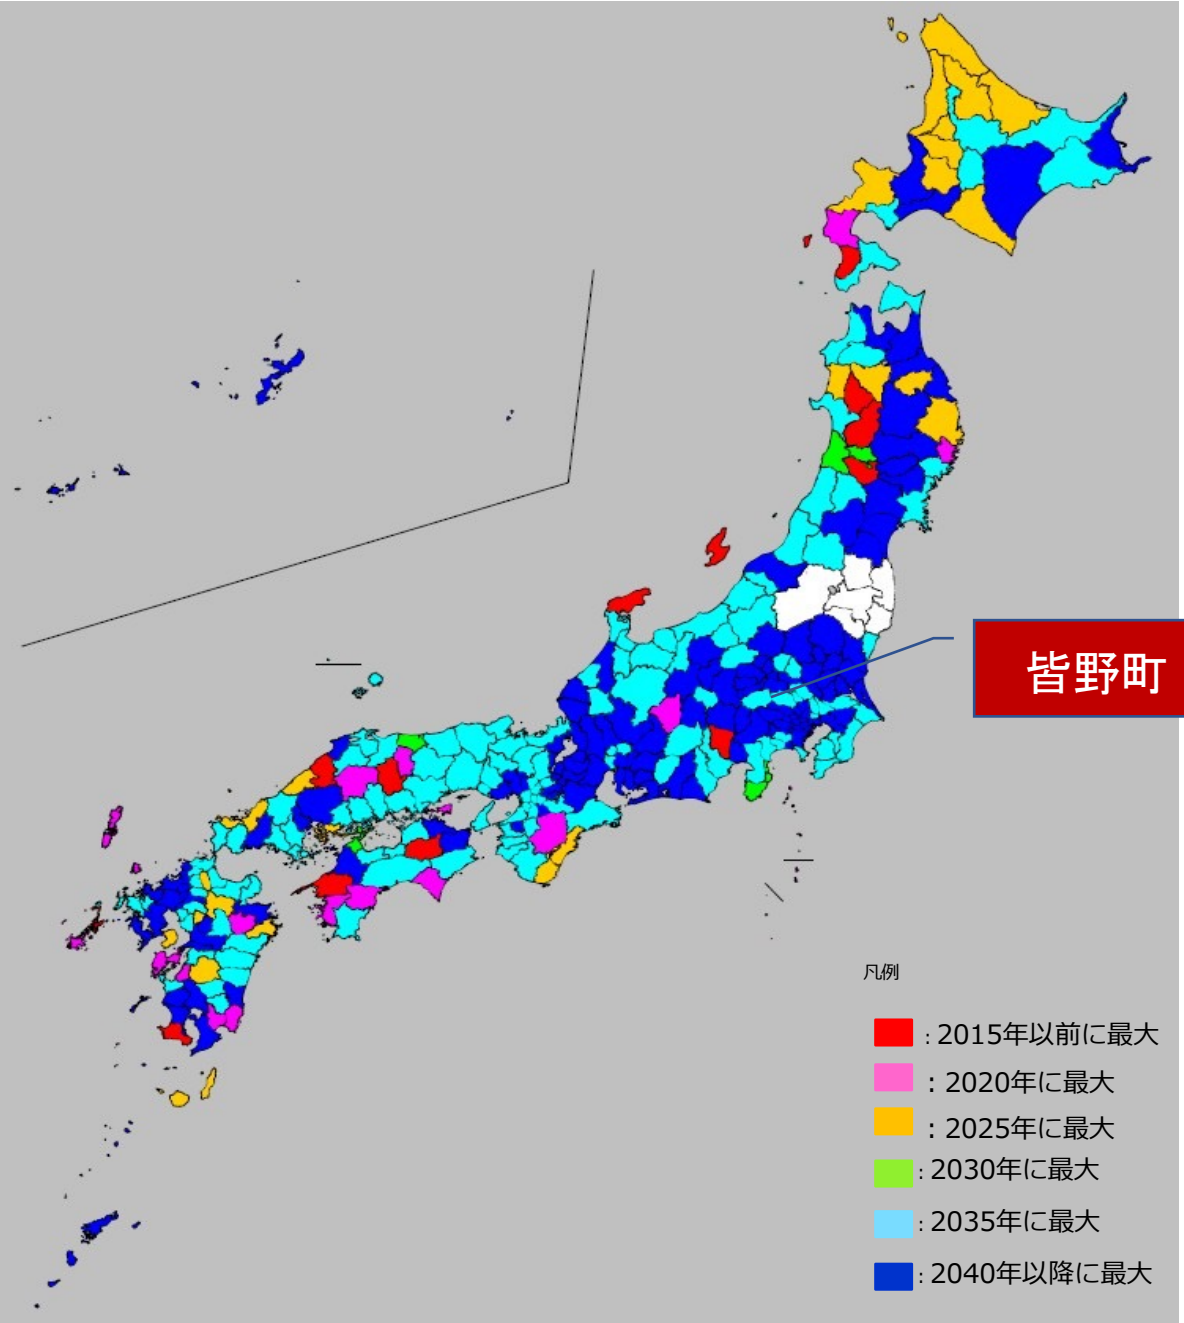 皆野町
凡例
: 2015年以前に最大
: 2020年に最大
: 2025年に最大
: 2030年に最大
: 2035年に最大
: 2040年以降に最大